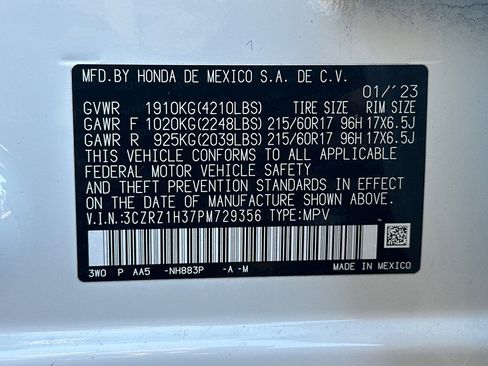 MFD.BY HONDA DE MEXICO S.A. DE C.V.
01/'23
GVWR 1910KG(4210LBS) TIRE SIZE RIM SIZE
GAWR F 1020KG(2248LBS) 215/60R17 96H 17X6.5J
GAWR R 925KG(2039LBS) 215/60R17 96H 17X6.5J
THIS VEHICLE CONFORMS TO ALL APPLICABLE
FEDERAL MOTOR VEHICLE SAFETY
AND THEFT PREVENTION STANDARDS IN EFFECT
ON THE DATE OF MANUFACTURE SHOWN ABOVE.
V.I.N.:3CZRZ1H37PM729356 TYPE:MPV
3W0 P AA5 -NH883P -A -M MADE IN MEXICO